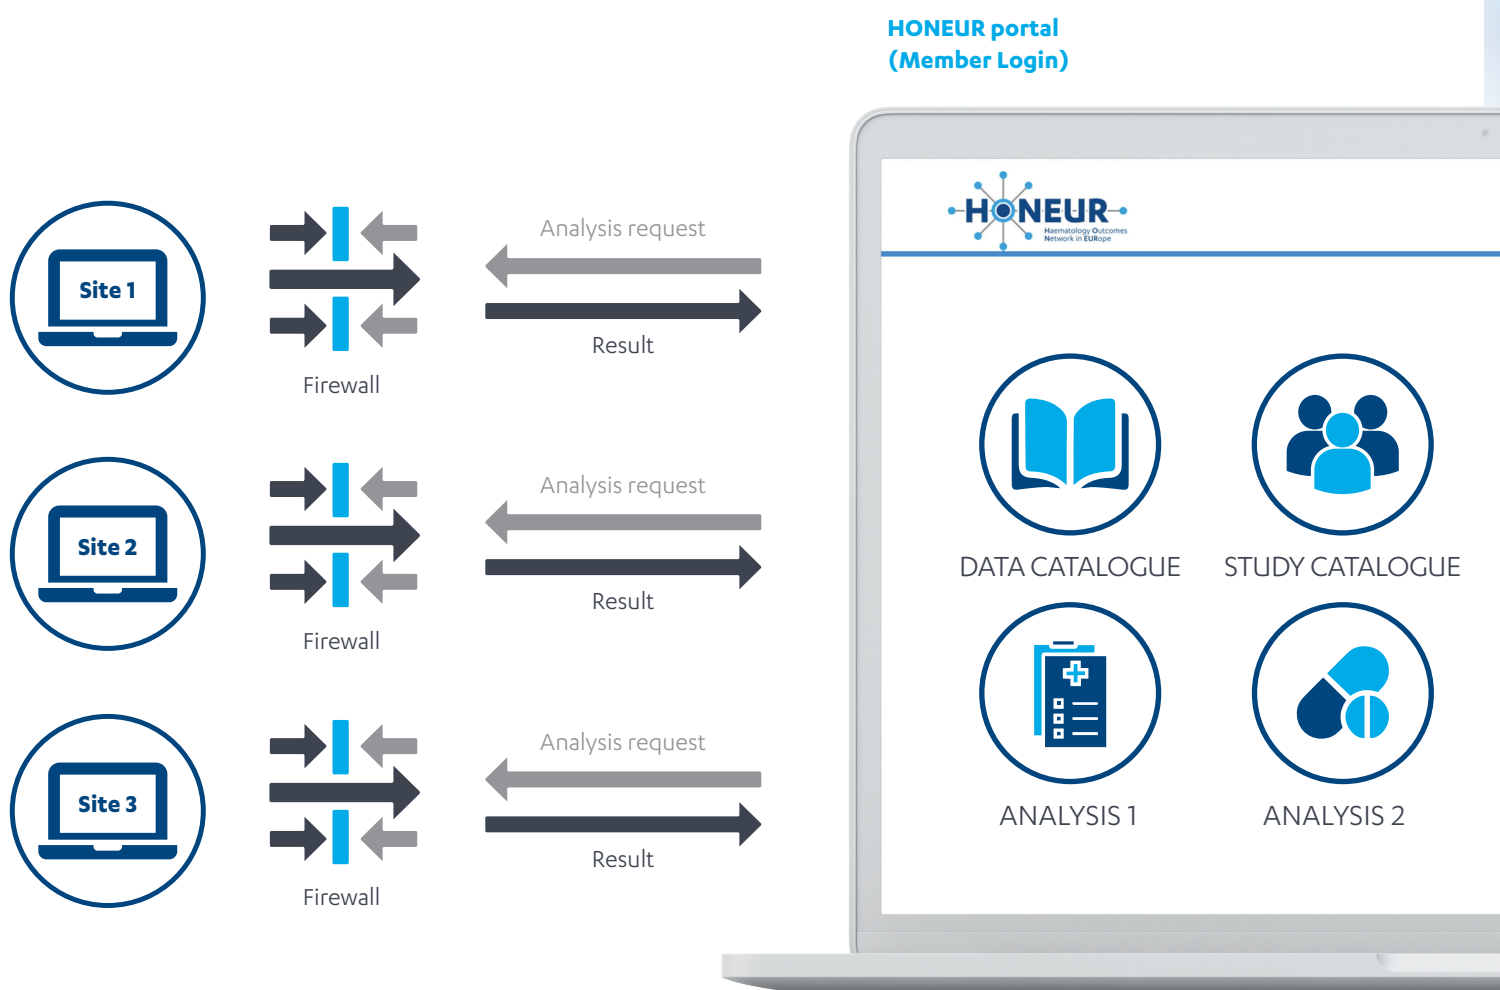 HONEUR portal
(Member Login)
HONEUR
Haematology Outcomes
Network in EURope
Site 1
Firewall
Analysis request
Result
Site 2
Firewall
Analysis request
Result
Site 3
Firewall
Analysis request
Result
DATA CATALOGUE
STUDY CATALOGUE
ANALYSIS 1
ANALYSIS 2